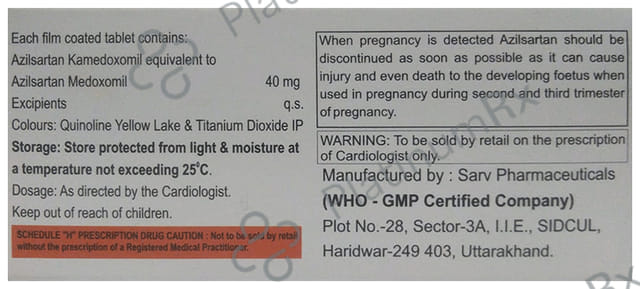 Each film coated tablet contains:
Azilsartan Kamedoxomil equivalent to
Azilsartan Medoxomil 40 mg
Excipients q.s.
Colours: Quinoline Yellow Lake & Titanium Dioxide IP
Storage: Store protected from light & moisture at
a temperature not exceeding 25°C.
Dosage: As directed by the Cardiologist.
Keep out of reach of children.
SCHEDULE "H" PRESCRIPTION DRUG CAUTION : Not to be sold by retail
without the prescription of a Registered Medical Practitioner.
When pregnancy is detected Azilsartan should be
discontinued as soon as possible as it can cause
injury and even death to the developing foetus when
used in pregnancy during second and third trimester
of pregnancy.
WARNING: To be sold by retail on the prescription
of Cardiologist only.
Manufactured by : Sarv Pharmaceuticals
(WHO - GMP Certified Company)
Plot No.-28, Sector-3A, I.I.E., SIDCUL,
Haridwar-249 403, Uttarakhand.
PlatinumRx